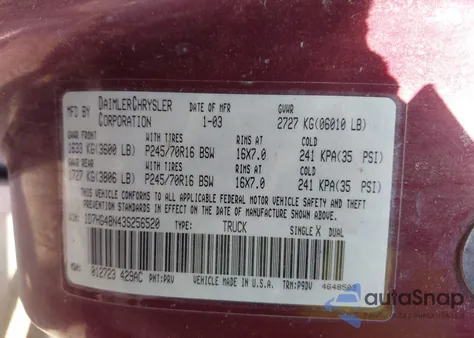 MFD BY DAIMLERCHRYSLER CORPORATION DATE OF MFR 1-03 GVWR 2727 KG(06010 LB)
GAWR FRONT WITH TIRES RIMS AT COLD
1633 KG(3600 LB) P245/70R16 BSW 16X7.0 241 KPA(35 PSI)
GAWR REAR WITH TIRES RIMS AT COLD
1727 KG(3806 LB) P245/70R16 BSW 16X7.0 241 KPA(35 PSI)
THIS VEHICLE CONFORMS TO ALL APPLICABLE FEDERAL MOTOR VEHICLE SAFETY AND THEFT
PREVENTION STANDARDS IN EFFECT ON THE DATE OF MANUFACTURE SHOWN ABOVE.
VIN: 1D7HG48N43S256520 TYPE: TRUCK SINGLE X DUAL
MDH: 012723 429AC PNT:PRV VEHICLE MADE IN U.S.A. TRM:P9DV
autoSnap